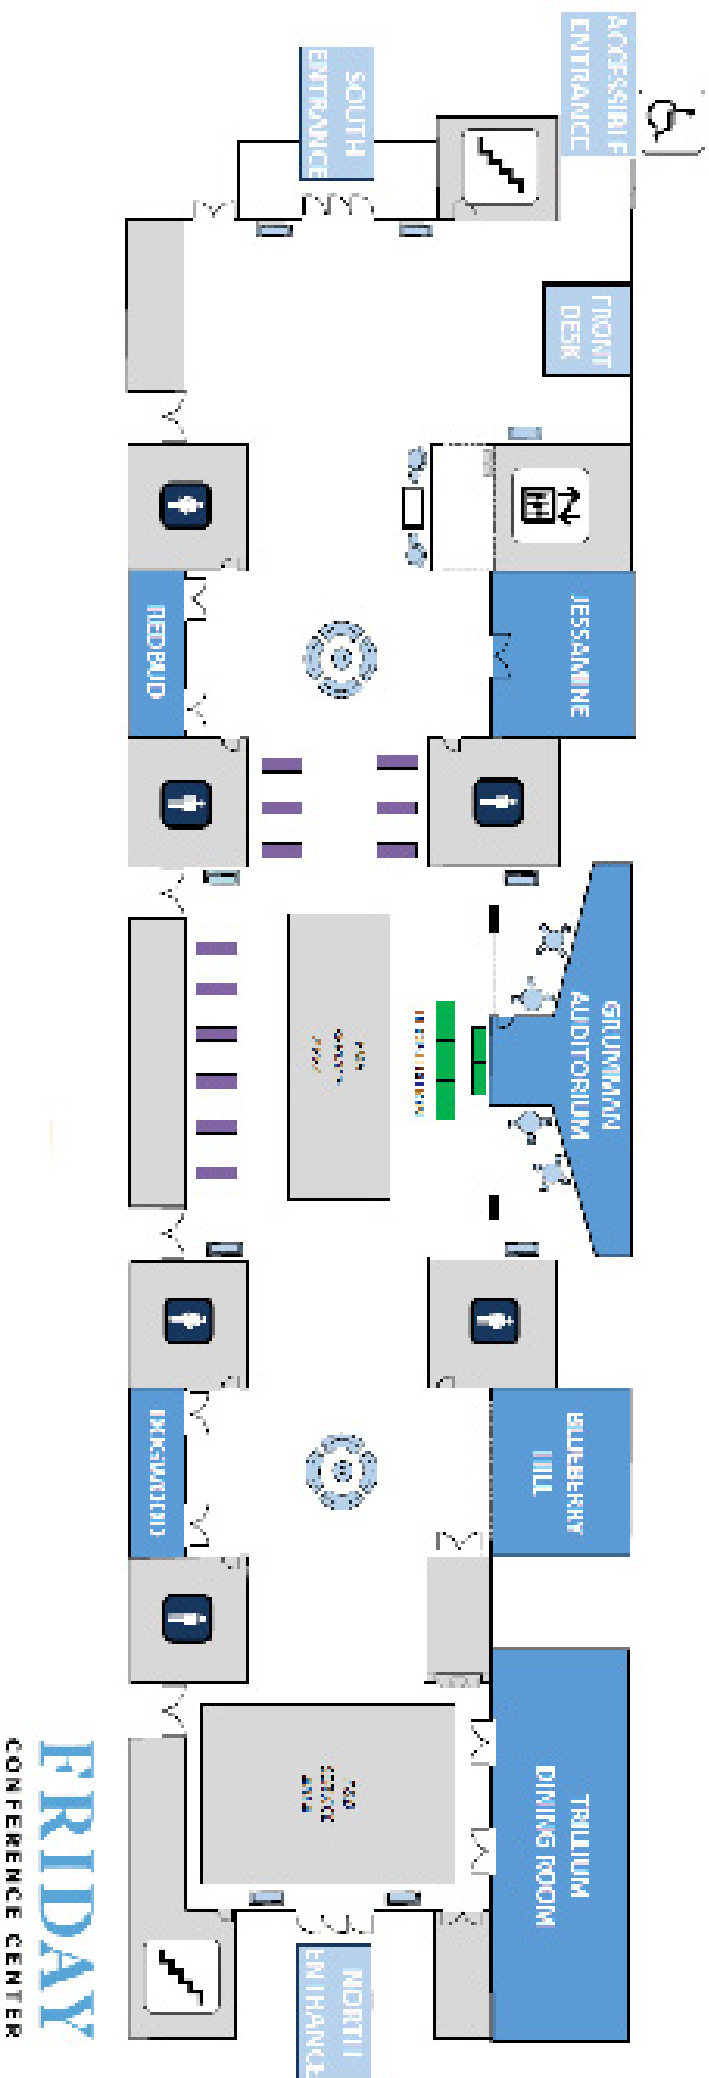 ACCESSIBLE
ENTRANCE
SOUTH
ENTRANCE
FRONT
DESK
REDBUD
JESSAMINE
GRUMMAN
AUDITORIUM
DOGWOOD
BLUEBERRY
HILL
TRILLIUM
DINING ROOM
NORTH
ENTRANCE
FRIDAY
CONFERENCE CENTER